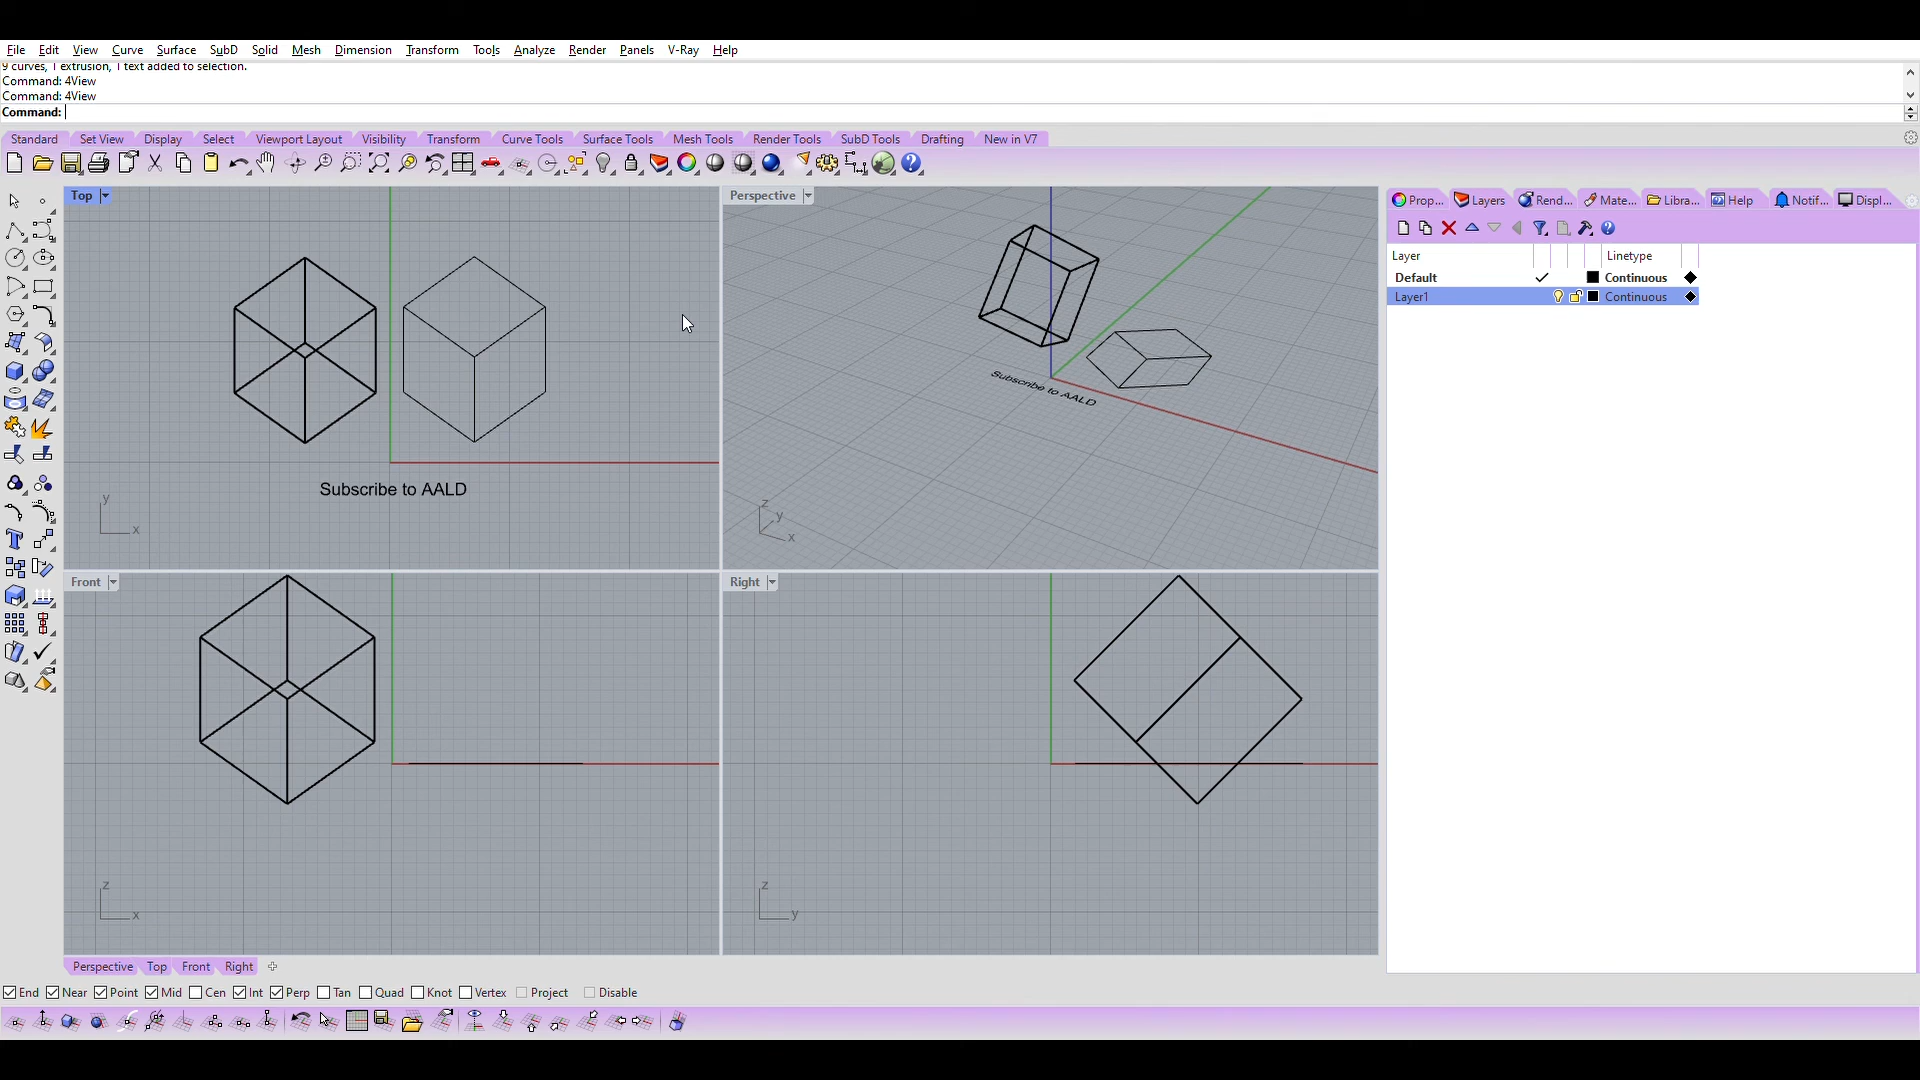 File Edit View Curve Surface SubD Solid Mesh Dimension Transform Tools Analyze Render Panels V-Ray Help
9 curves, 1 extrusion, 1 text added to selection.
Command: 4View
Command: 4View
Command:
Standard Set View Display Select Viewport Layout Visibility Transform Curve Tools Surface Tools Mesh Tools Render Tools SubD Tools Drafting New in V7
Top
Perspective
Prop... Layers Rend... Mate... Libra... Help Notif... Displ...
Layer Linetype
Default Continuous
Layer1 Continuous
Subscribe to AALD
y
x
Subscribe to AALD
z
y
x
Front
Right
z
x
z
y
Perspective Top Front Right
End Near Point Mid Cen Int Perp Tan Quad Knot Vertex Project Disable